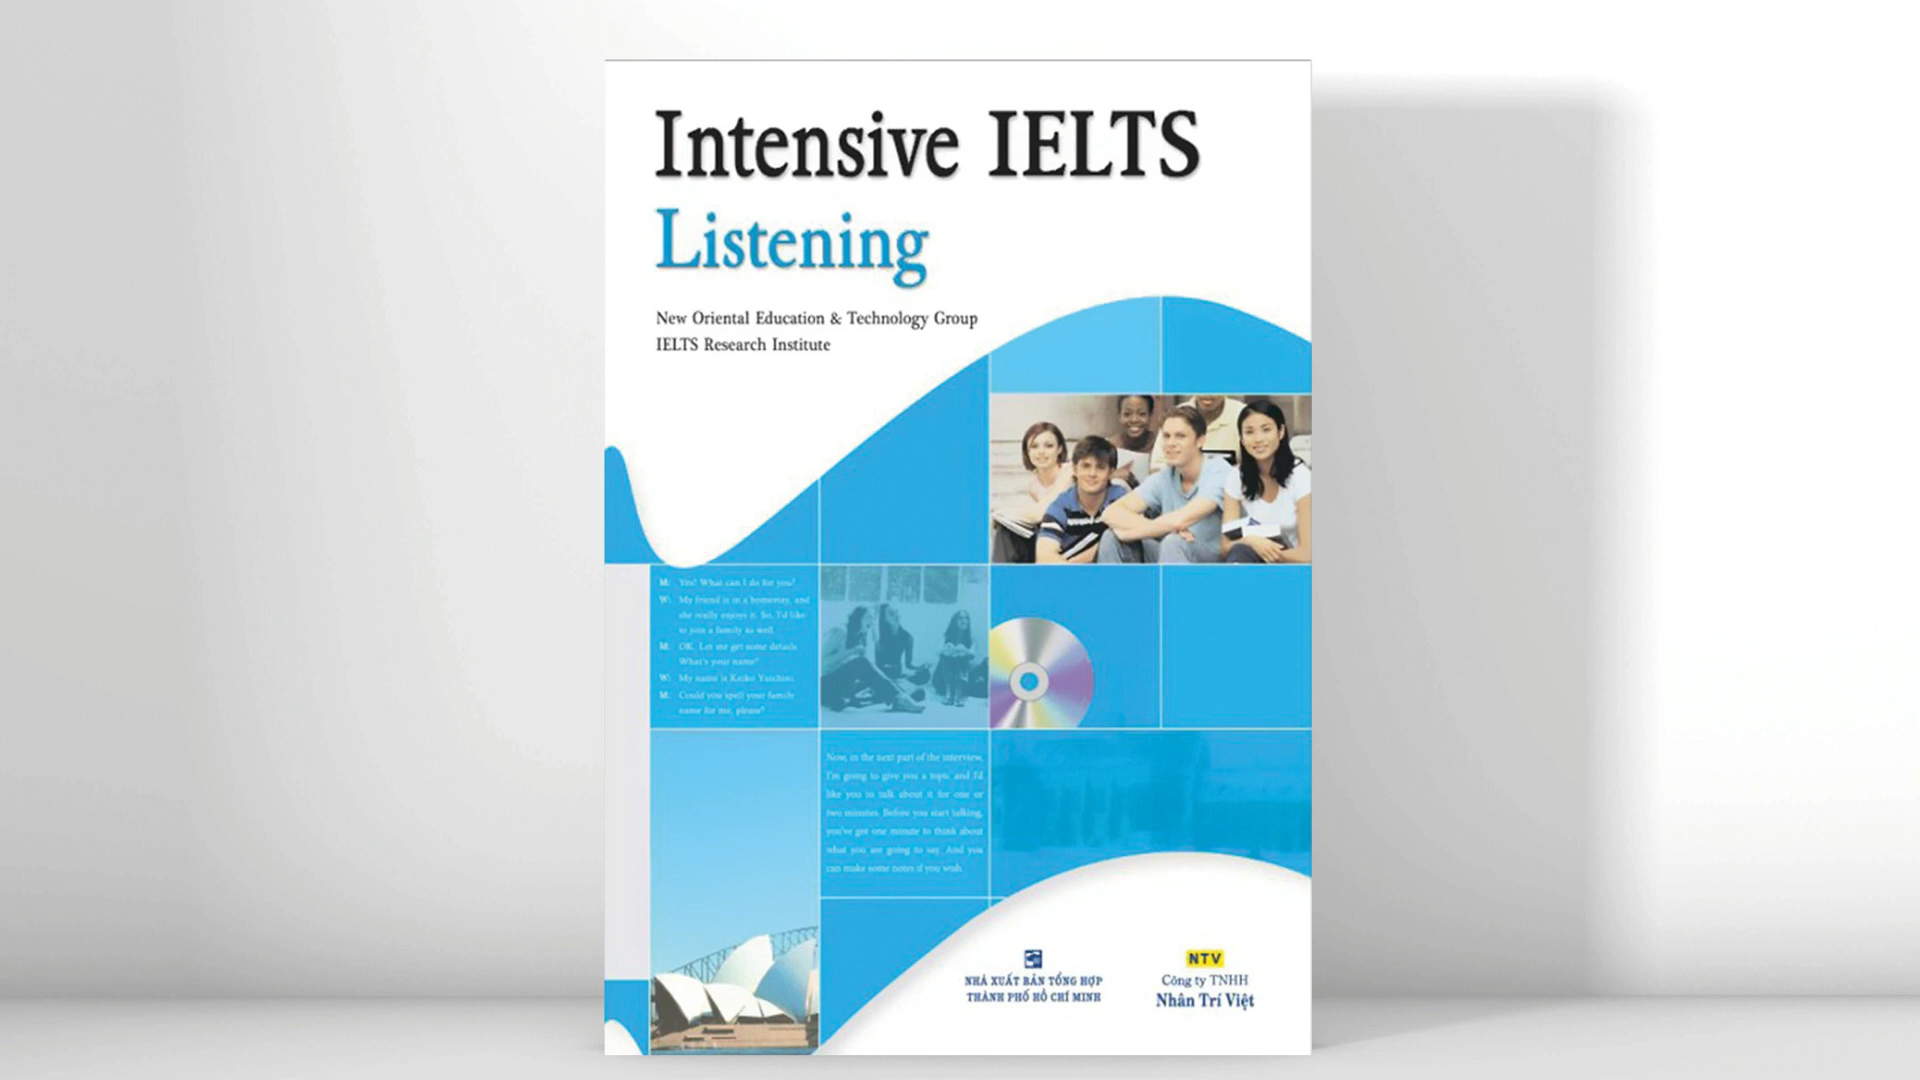 Intensive IELTS
Listening
New Oriental Education & Technology Group
IELTS Research Institute
M: Yes! What can I do for you?
W: My friend is in a homestay, and
she really enjoys it. So, I'd like
to join a family as well.
M: OK. Let me get some details.
What's your name?
W: My name is Keiko
M: Could you spell your family
name for me, please?
Now, in the next part of the interview,
I'm going to give you a topic and I'd
like you to talk about it for one or
two minutes. Before you start talking,
you've got one minute to think about
what you are going to say. And you
can make some notes if you wish.
NHÀ XUẤT BẢN TỔNG HỢP
THÀNH PHỐ HỒ CHÍ MINH
NTV
Công ty TNHH
Nhân Trí Việt